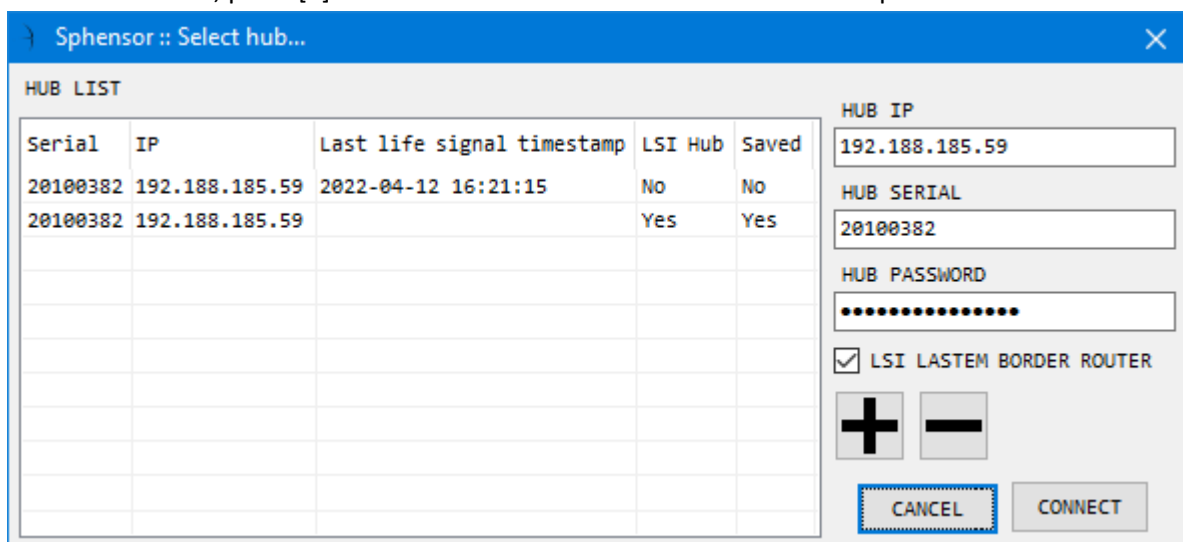 Sphensor :: Select hub...
HUB LIST
Serial IP Last life signal timestamp LSI Hub Saved
20100382 192.188.185.59 2022-04-12 16:21:15 No No
20100382 192.188.185.59 Yes Yes
HUB IP
192.188.185.59
HUB SERIAL
20100382
HUB PASSWORD
•••••••••••••••
LSI LASTEM BORDER ROUTER
CANCEL CONNECT